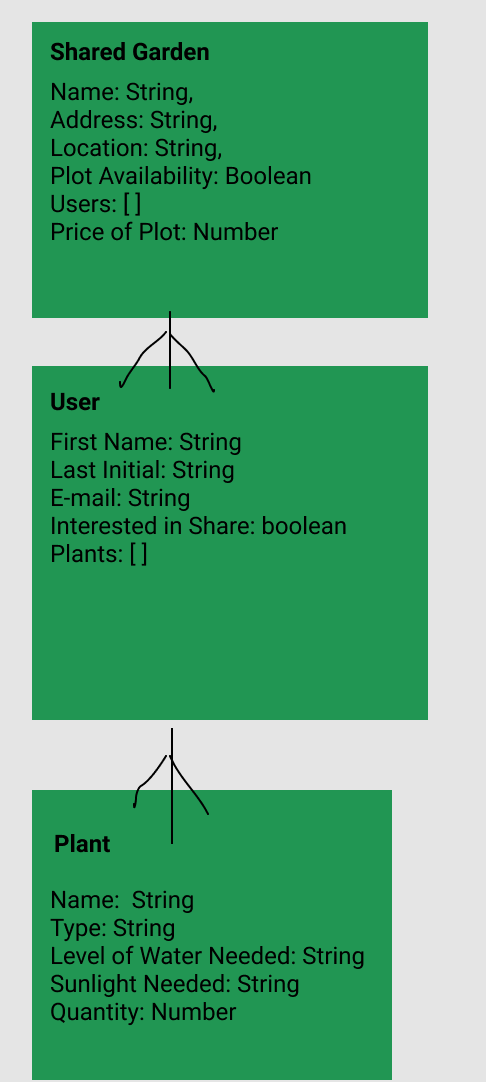 Shared Garden
Name: String,
Address: String,
Location: String,
Plot Availability: Boolean
Users: [ ]
Price of Plot: Number
User
First Name: String
Last Initial: String
E-mail: String
Interested in Share: boolean
Plants: [ ]
Plant
Name:  String
Type: String
Level of Water Needed: String
Sunlight Needed: String
Quantity: Number